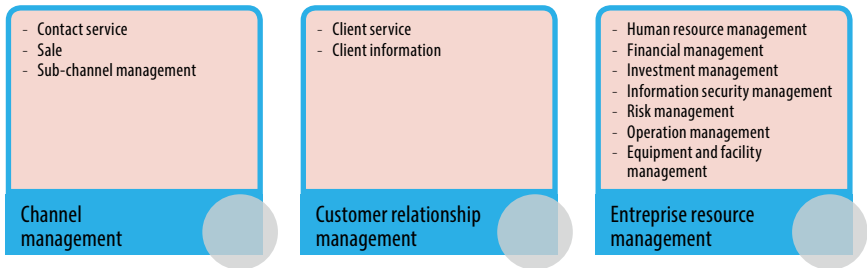 - Contact service
- Sale
- Sub-channel management
Channel
management
- Client service
- Client information
Customer relationship
management
- Human resource management
- Financial management
- Investment management
- Information security management
- Risk management
- Operation management
- Equipment and facility
management
Entreprise resource
management